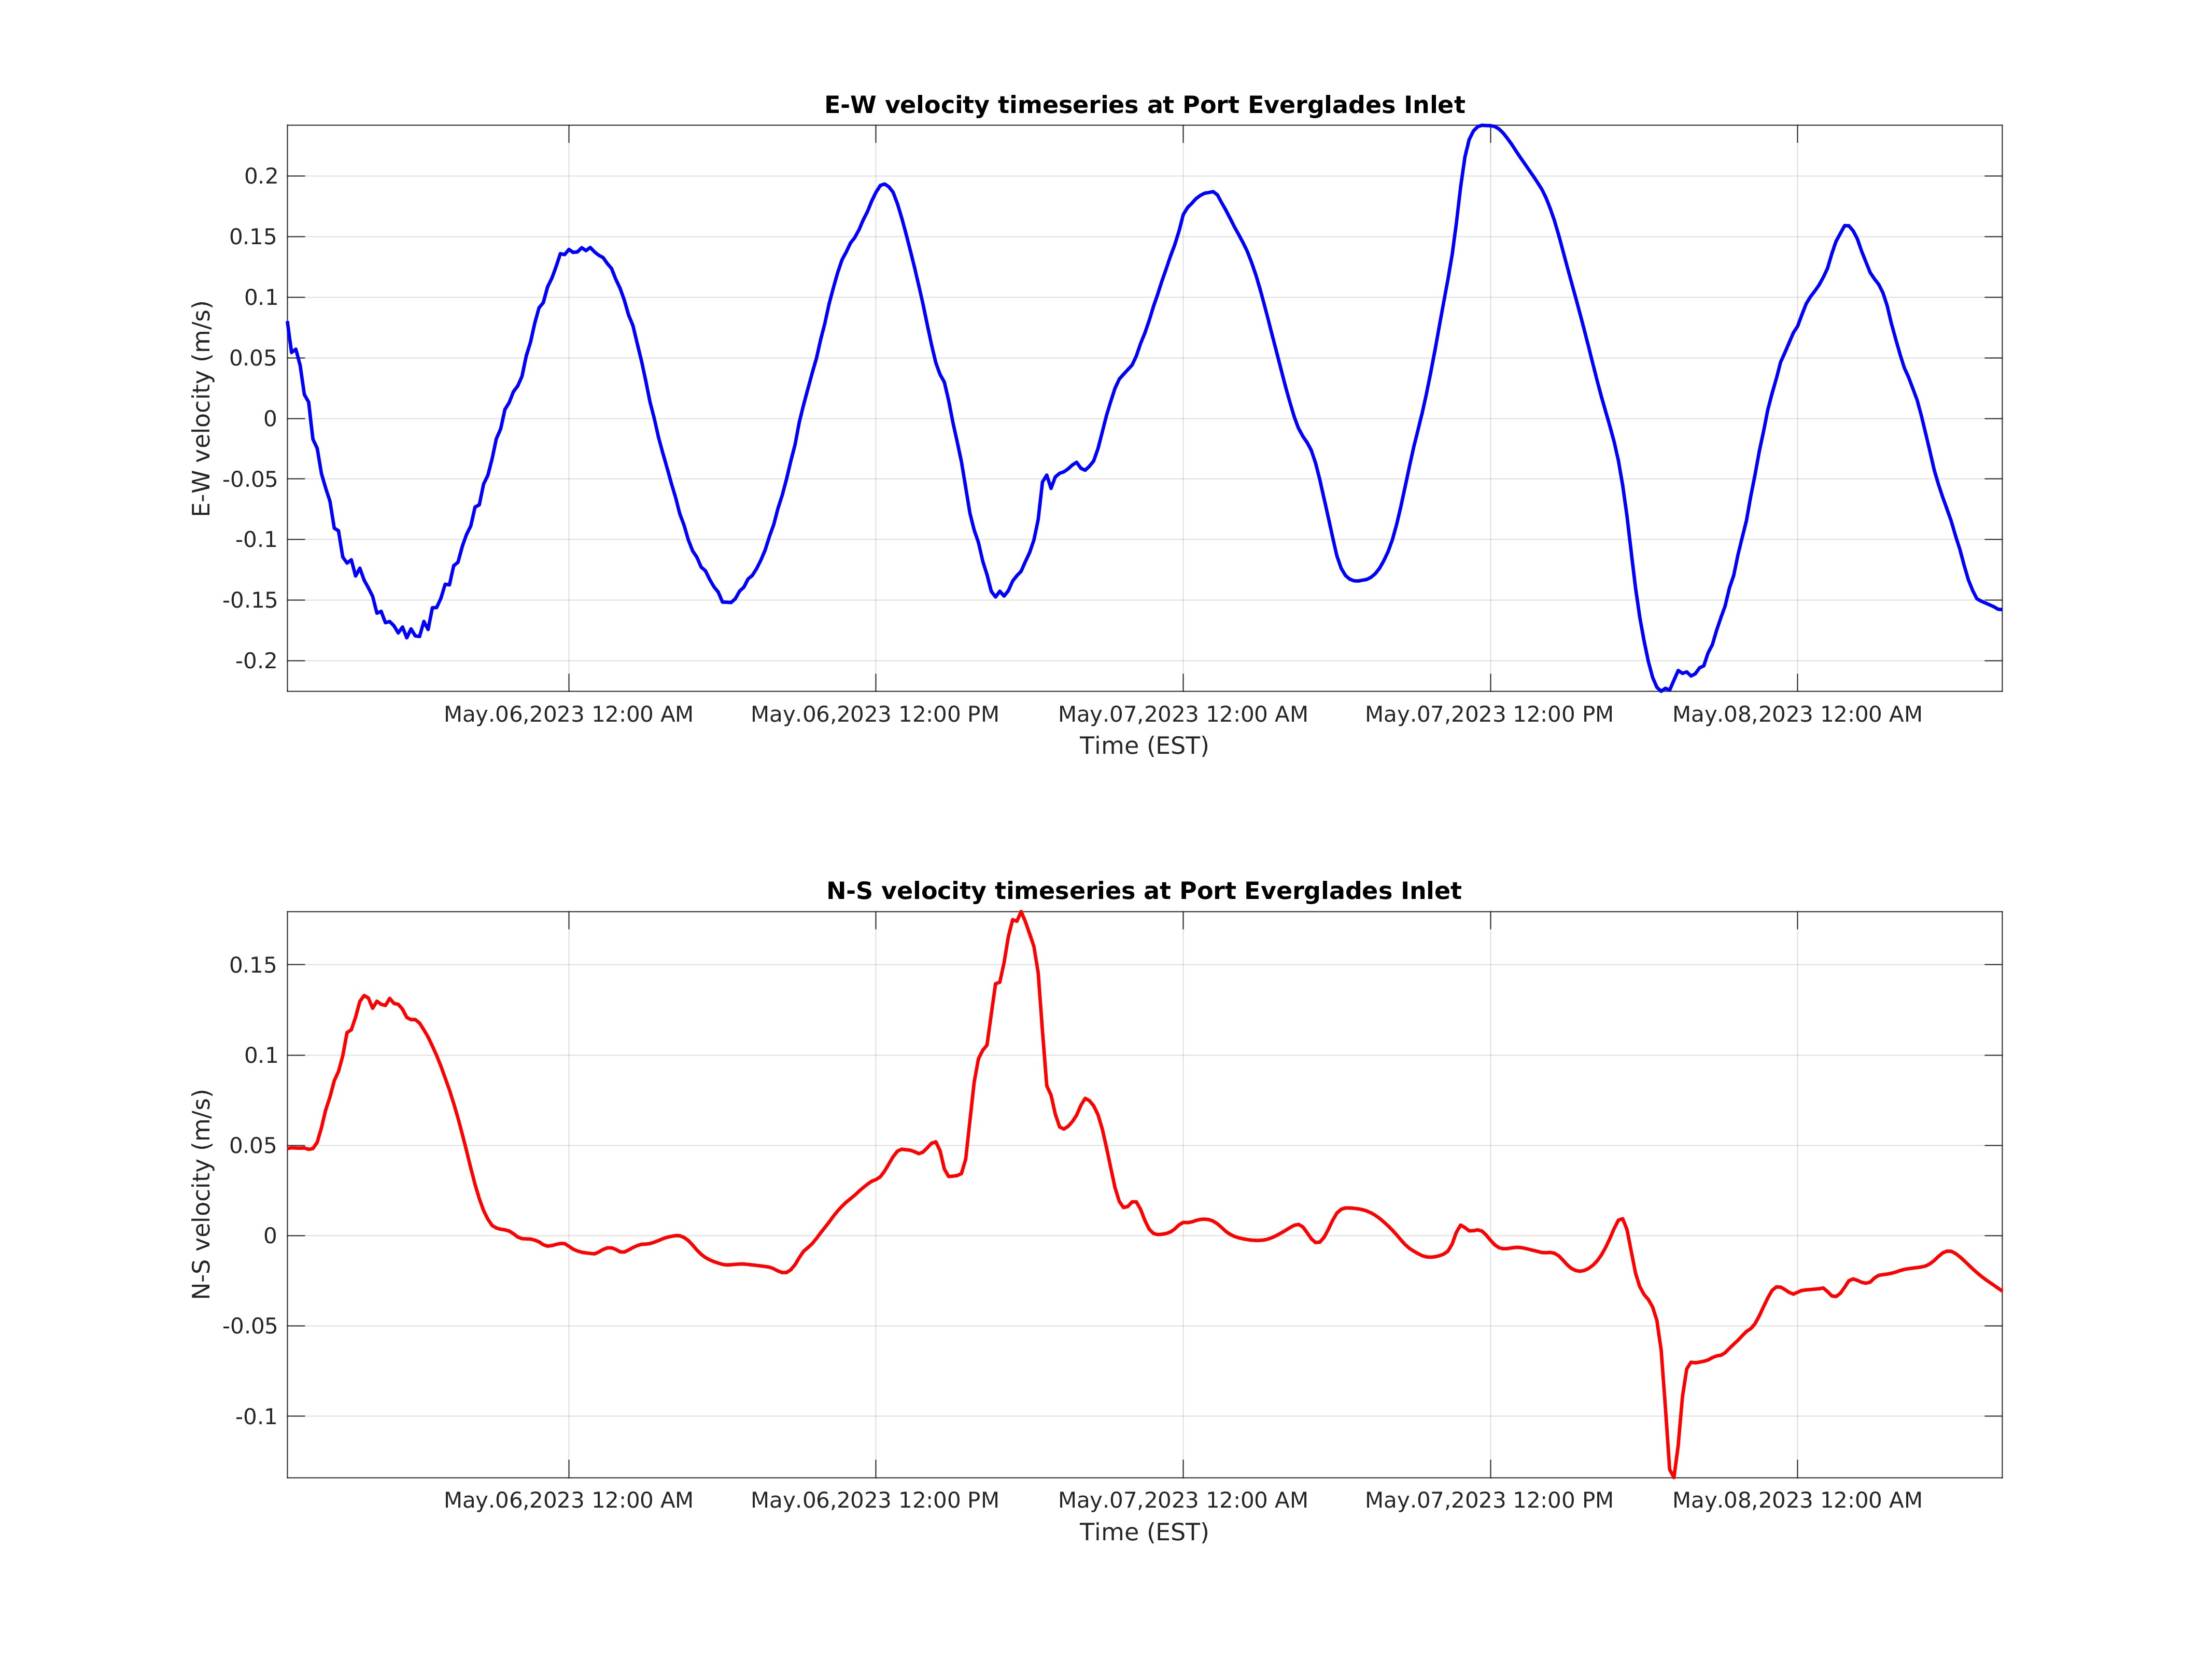 E-W velocity timeseries at Port Everglades Inlet
E-W velocity (m/s)
0.2
0.15
0.1
0.05
0
-0.05
-0.1
-0.15
-0.2
May.06,2023 12:00 AM
May.06,2023 12:00 PM
May.07,2023 12:00 AM
May.07,2023 12:00 PM
May.08,2023 12:00 AM
Time (EST)
N-S velocity timeseries at Port Everglades Inlet
N-S velocity (m/s)
0.15
0.1
0.05
0
-0.05
-0.1
May.06,2023 12:00 AM
May.06,2023 12:00 PM
May.07,2023 12:00 AM
May.07,2023 12:00 PM
May.08,2023 12:00 AM
Time (EST)